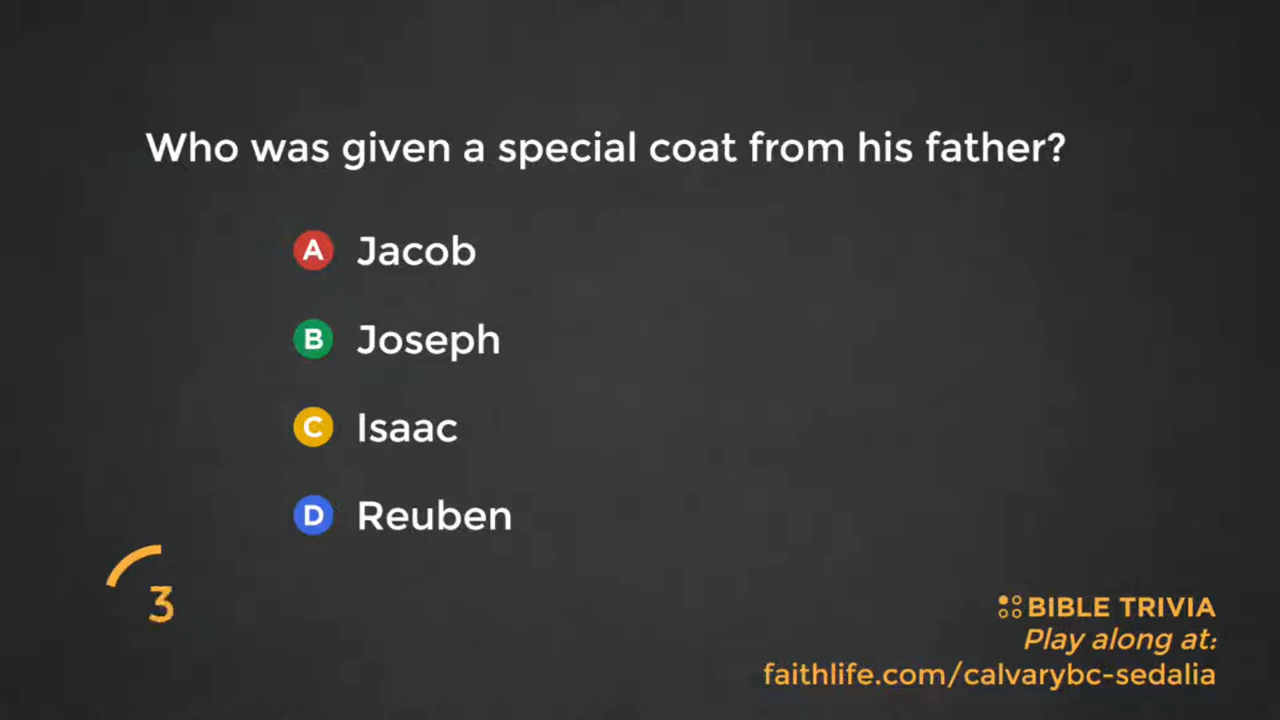 Who was given a special coat from his father?
A Jacob
B Joseph
C Isaac
D Reuben
3
BIBLE TRIVIA
Play along at:
faithlife.com/calvarybc-sedalia